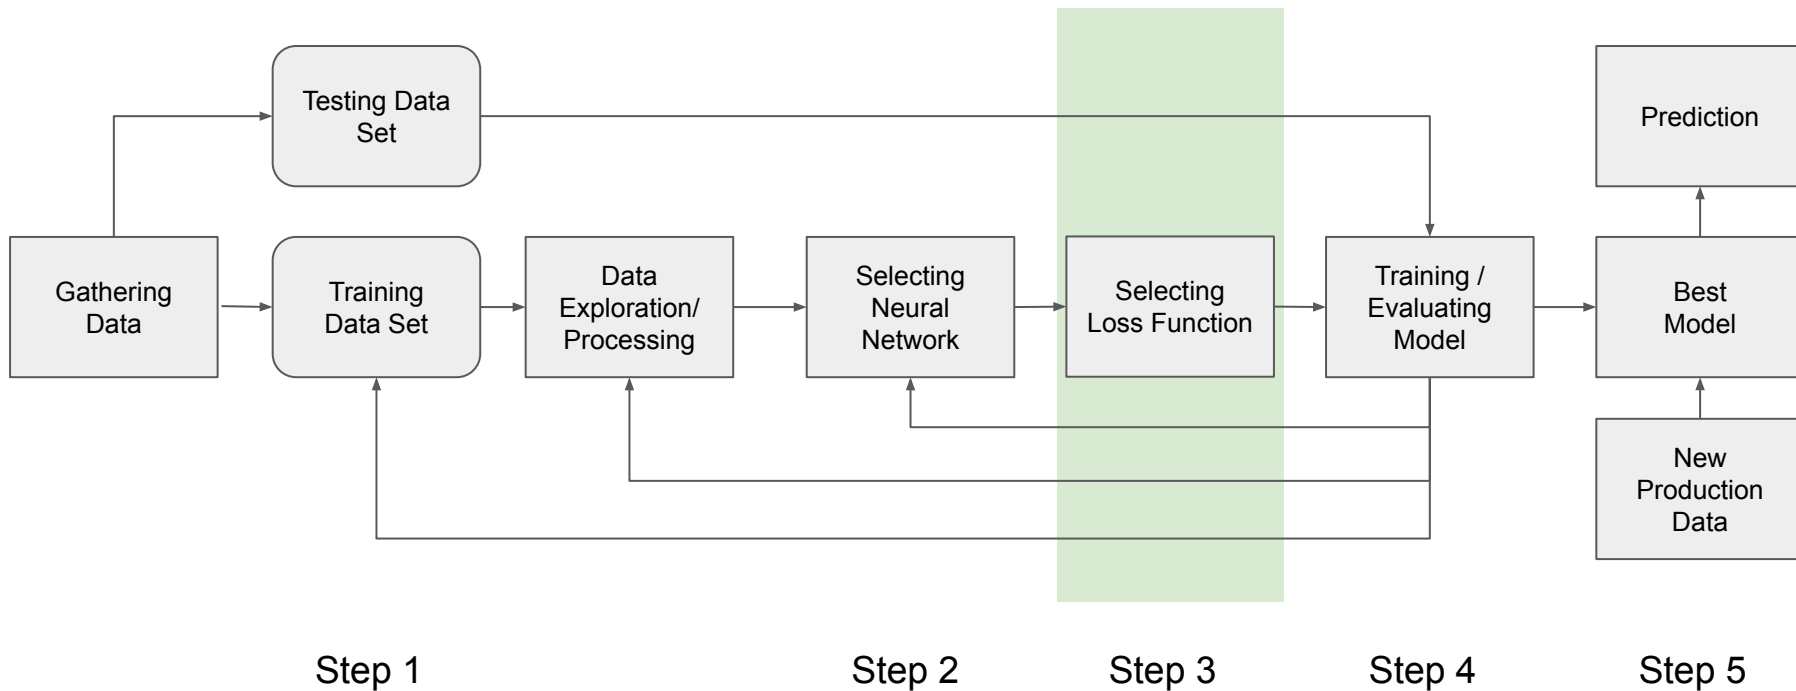 Testing Data
Set
Prediction
Gathering
Data
Training
Data Set
Data
Exploration/
Processing
Selecting
Neural
Network
Selecting
Loss Function
Training /
Evaluating
Model
Best
Model
New
Production
Data
Step 1
Step 2
Step 3
Step 4
Step 5